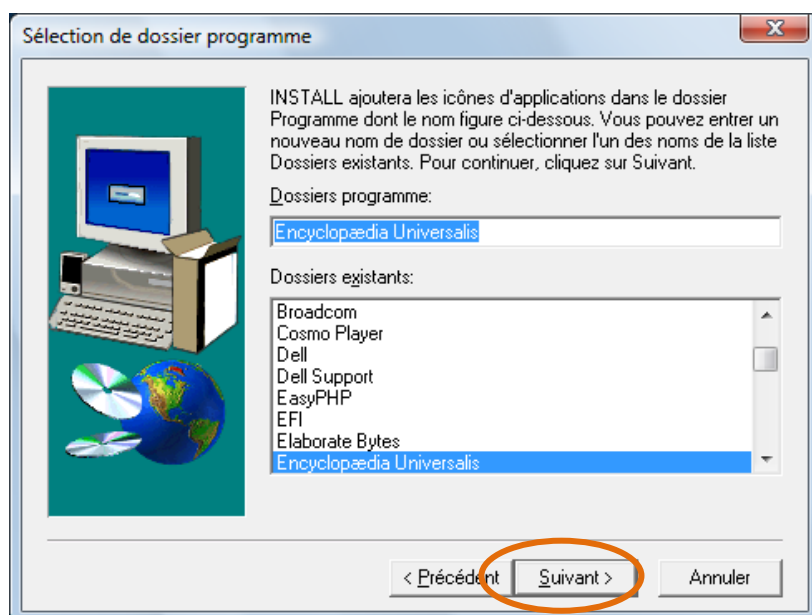 Sélection de dossier programme
INSTALL ajoutera les icônes d'applications dans le dossier
Programme dont le nom figure ci-dessous. Vous pouvez entrer un
nouveau nom de dossier ou sélectionner l'un des noms de la liste
Dossiers existants. Pour continuer, cliquez sur Suivant.
Dossiers programme:
Encyclopædia Universalis
Dossiers existants:
Broadcom
Cosmo Player
Dell
Dell Support
EasyPHP
EFI
Elaborate Bytes
Encyclopædia Universalis
< Précédent Suivant > Annuler